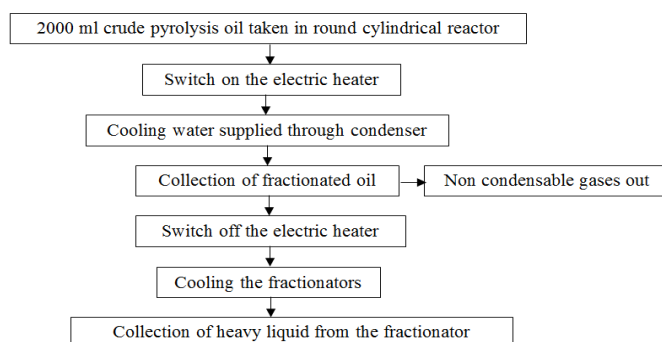 2000 ml crude pyrolysis oil taken in round cylindrical reactor
Switch on the electric heater
Cooling water supplied through condenser
Collection of fractionated oil
Non condensable gases out
Switch off the electric heater
Cooling the fractionators
Collection of heavy liquid from the fractionator